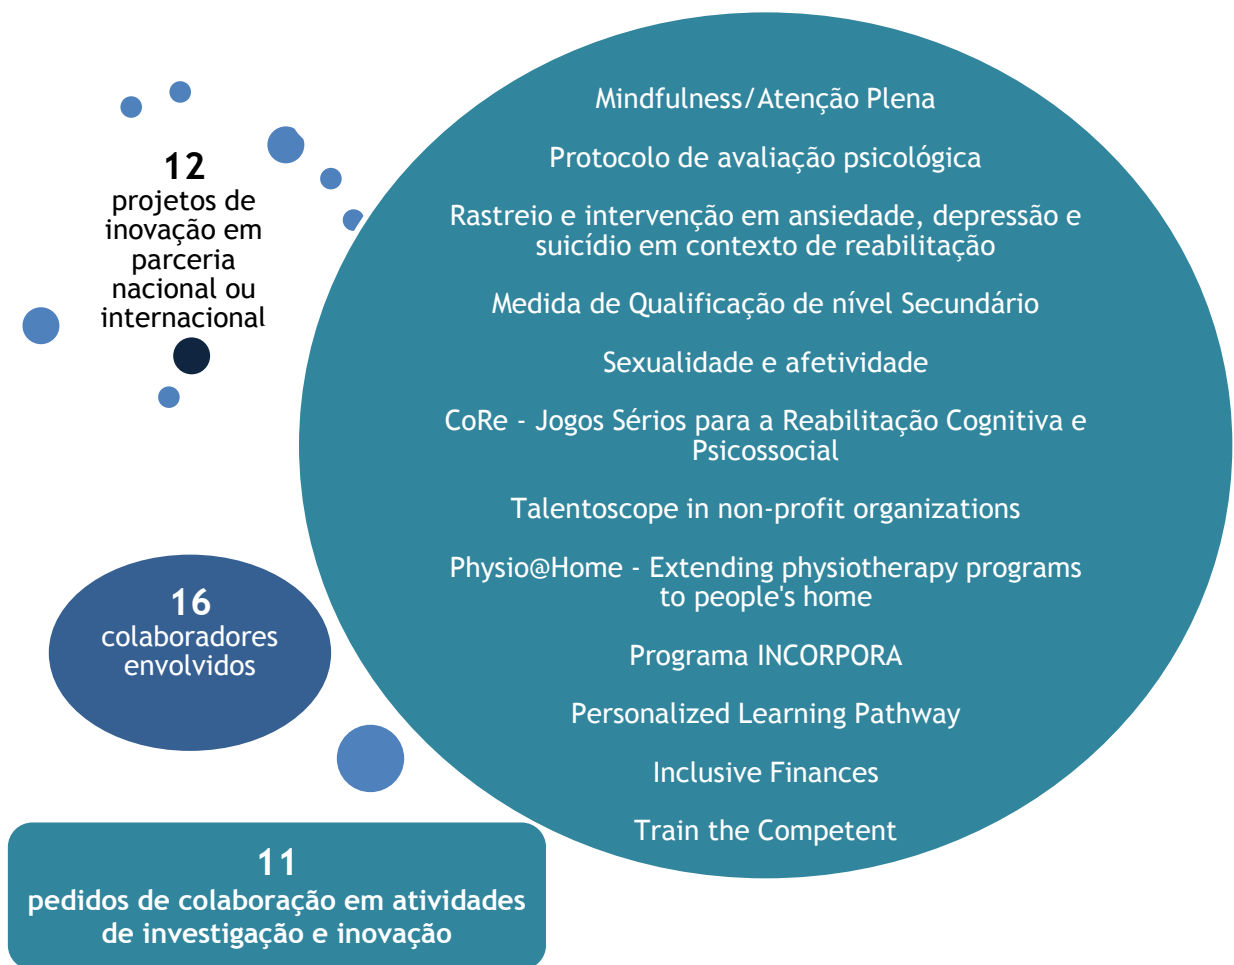 12
projetos de
inovação em
parceria
nacional ou
internacional
Mindfulness/Atenção Plena
Protocolo de avaliação psicológica
Rastreio e intervenção em ansiedade, depressão e
suicídio em contexto de reabilitação
Medida de Qualificação de nível Secundário
Sexualidade e afetividade
CoRe - Jogos Sérios para a Reabilitação Cognitiva e
Psicossocial
Talentoscope in non-profit organizations
Physio@Home - Extending physiotherapy programs
to people's home
Programa INCORPORA
Personalized Learning Pathway
Inclusive Finances
Train the Competent
16
colaboradores
envolvidos
11
pedidos de colaboração em atividades
de investigação e inovação